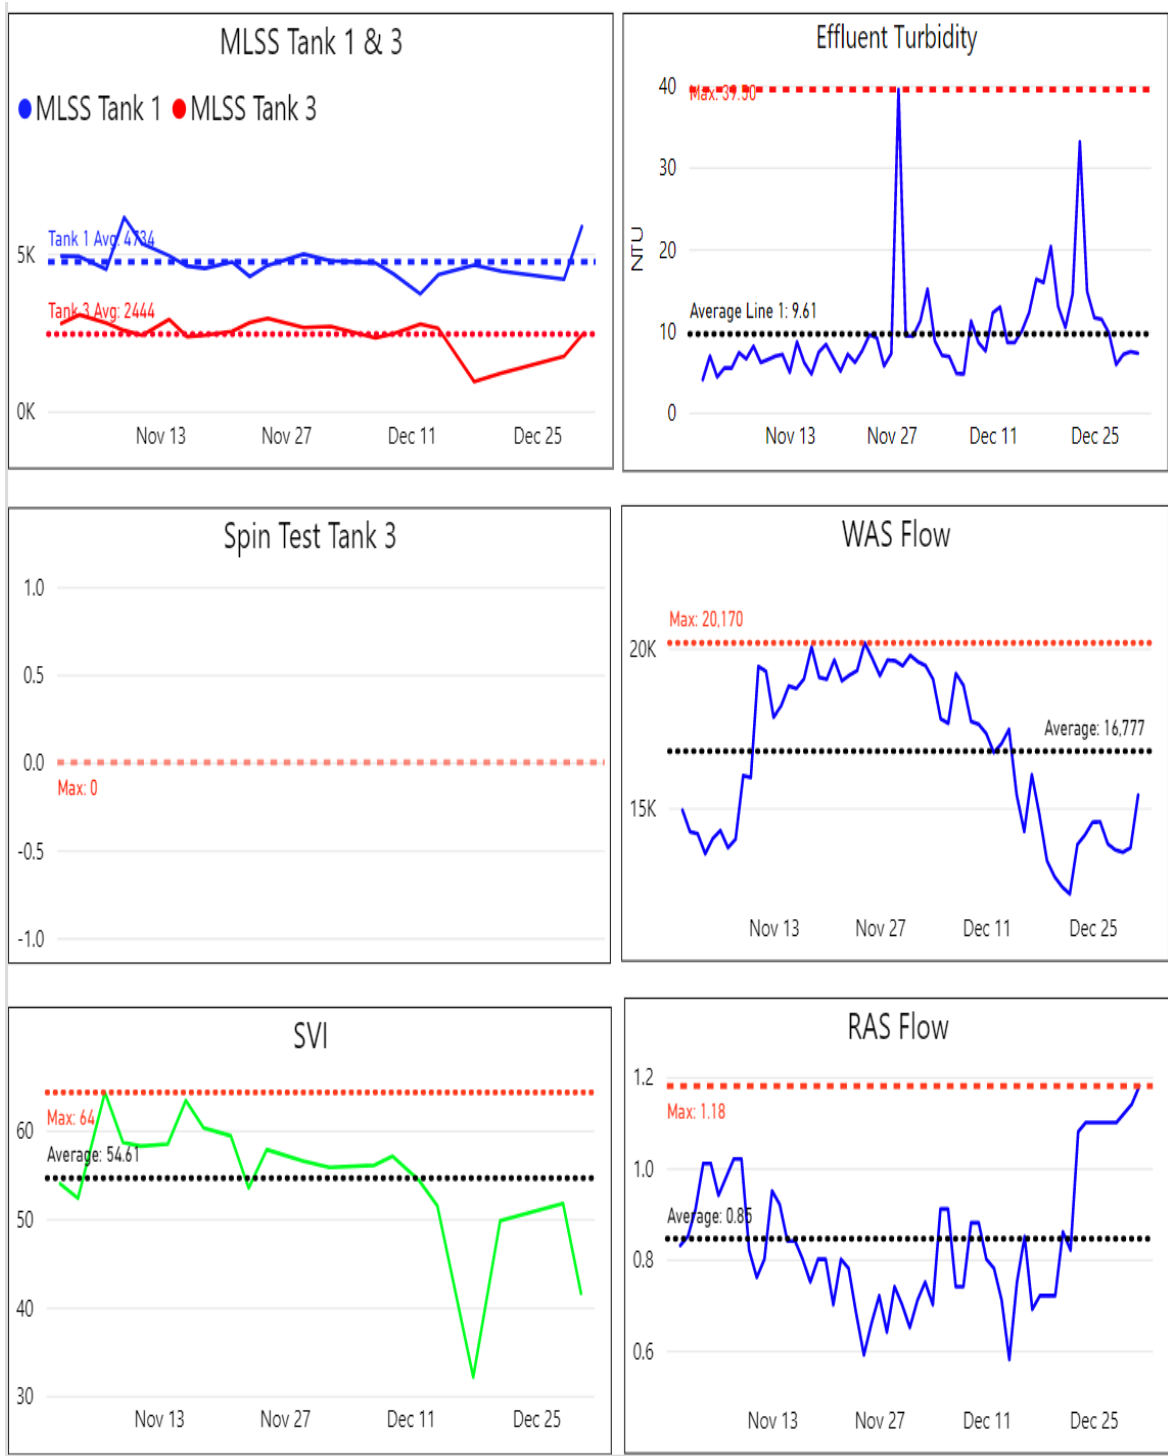 MLSS Tank 1 & 3
MLSS Tank 1 MLSS Tank 3
Tank 1 Avg: 4734
5K
Tank 3 Avg: 2444
0K
Nov 13 Nov 27 Dec 11 Dec 25
Effluent Turbidity
40
Max: 39.50
30
20
NTU
Average Line 1: 9.61
10
0
Nov 13 Nov 27 Dec 11 Dec 25
Spin Test Tank 3
1.0
0.5
0.0
Max: 0
-0.5
-1.0
WAS Flow
Max: 20,170
20K
Average: 16,777
15K
Nov 13 Nov 27 Dec 11 Dec 25
SVI
Max: 64
60
Average: 54.61
50
40
30
Nov 13 Nov 27 Dec 11 Dec 25
RAS Flow
1.2
Max: 1.18
1.0
Average: 0.85
0.8
0.6
Nov 13 Nov 27 Dec 11 Dec 25